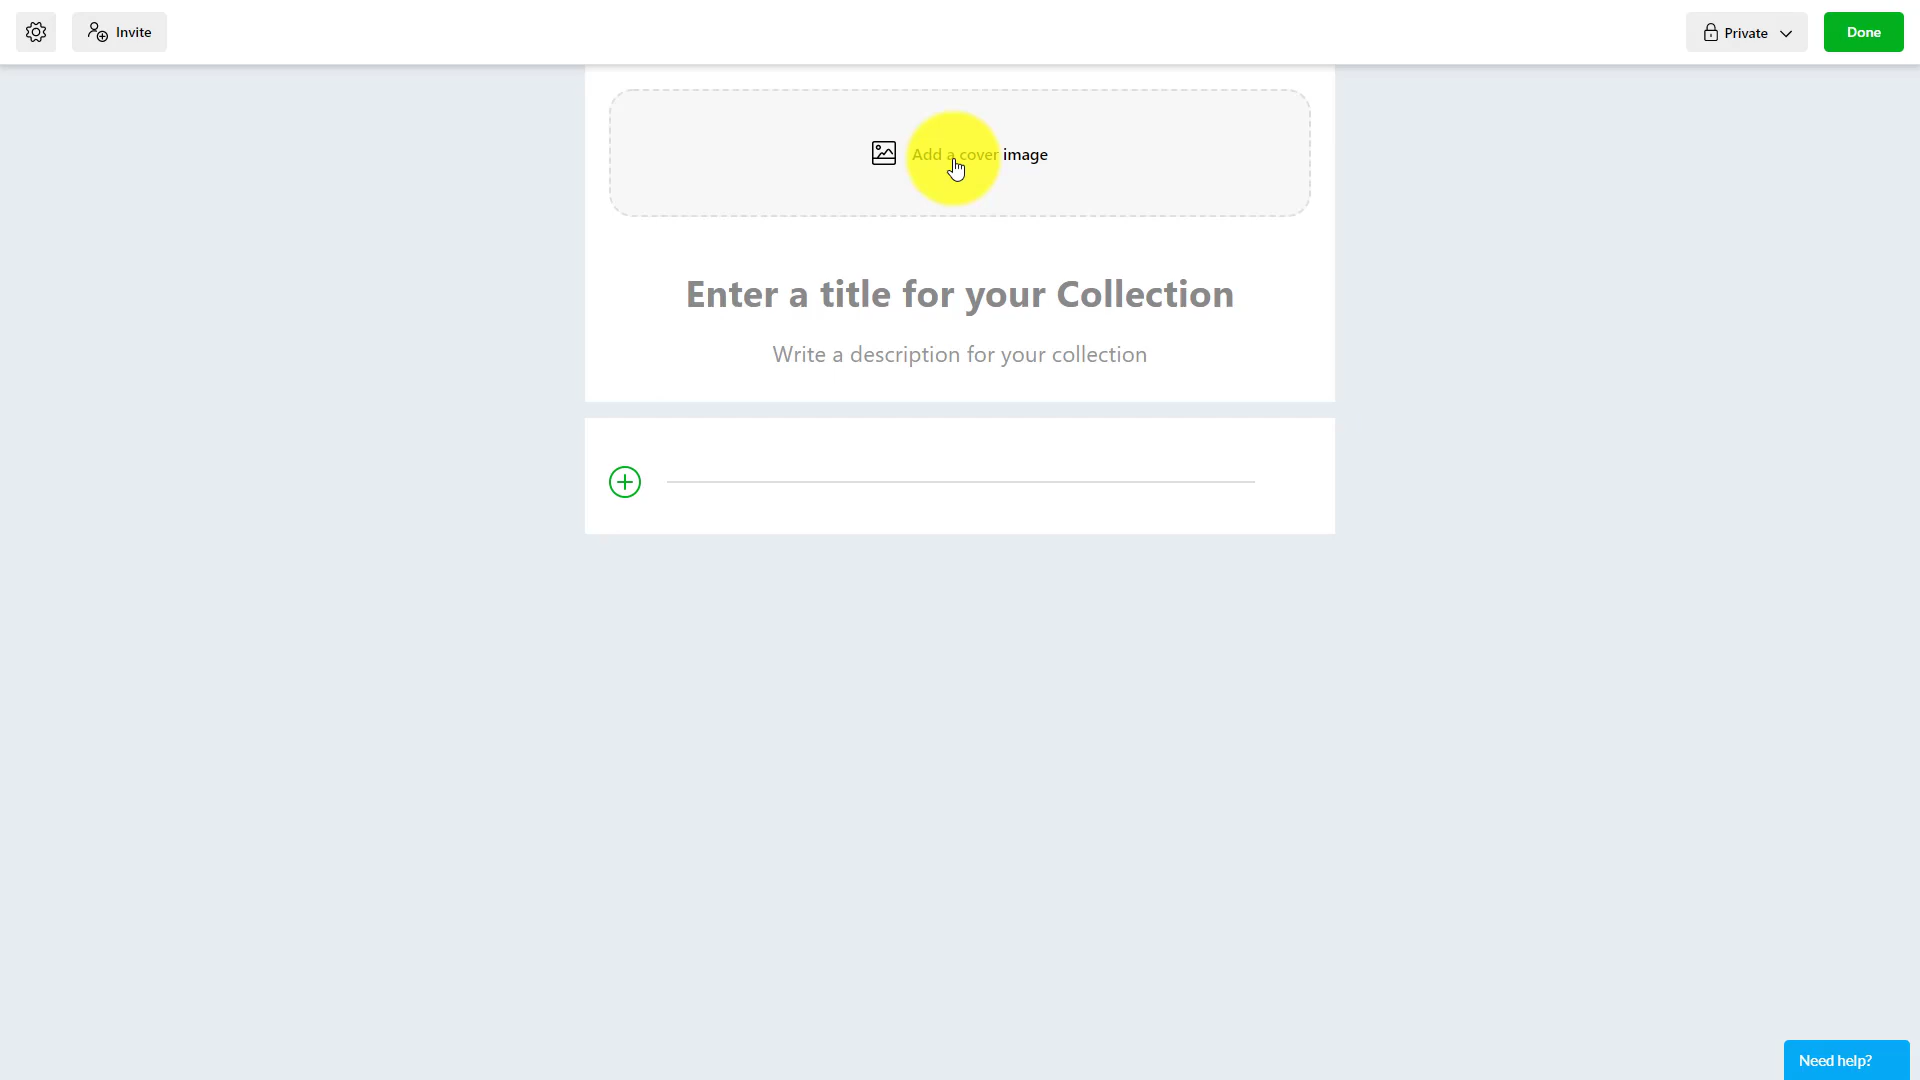 Invite
Private
Done
Add a cover image
Enter a title for your Collection
Write a description for your collection
Need help?